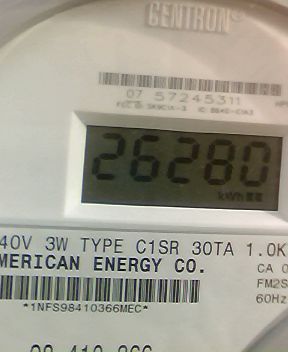 CENTRON®
07 57245311
26280
kWh
40V 3W TYPE C1SR 30TA 1.0K
MERICAN ENERGY CO.
CA 0
FM2S
*1NFS98410366MEC*
60Hz